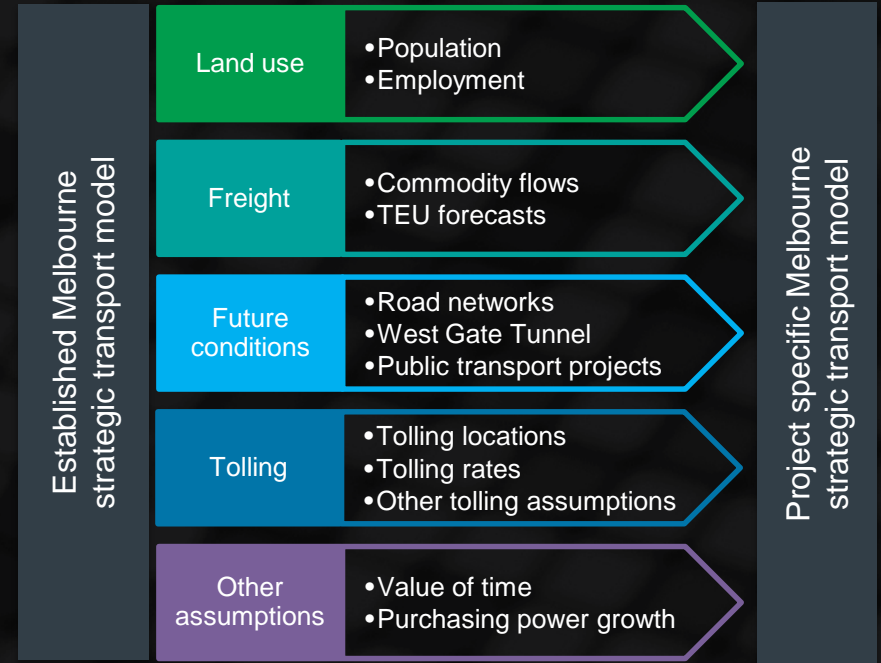 Established Melbourne
strategic transport model
Land use
•Population
•Employment
Freight
•Commodity flows
•TEU forecasts
Future
conditions
•Road networks
•West Gate Tunnel
•Public transport projects
Tolling
•Tolling locations
•Tolling rates
•Other tolling assumptions
Other
assumptions
•Value of time
•Purchasing power growth
Project specific Melbourne
strategic transport model